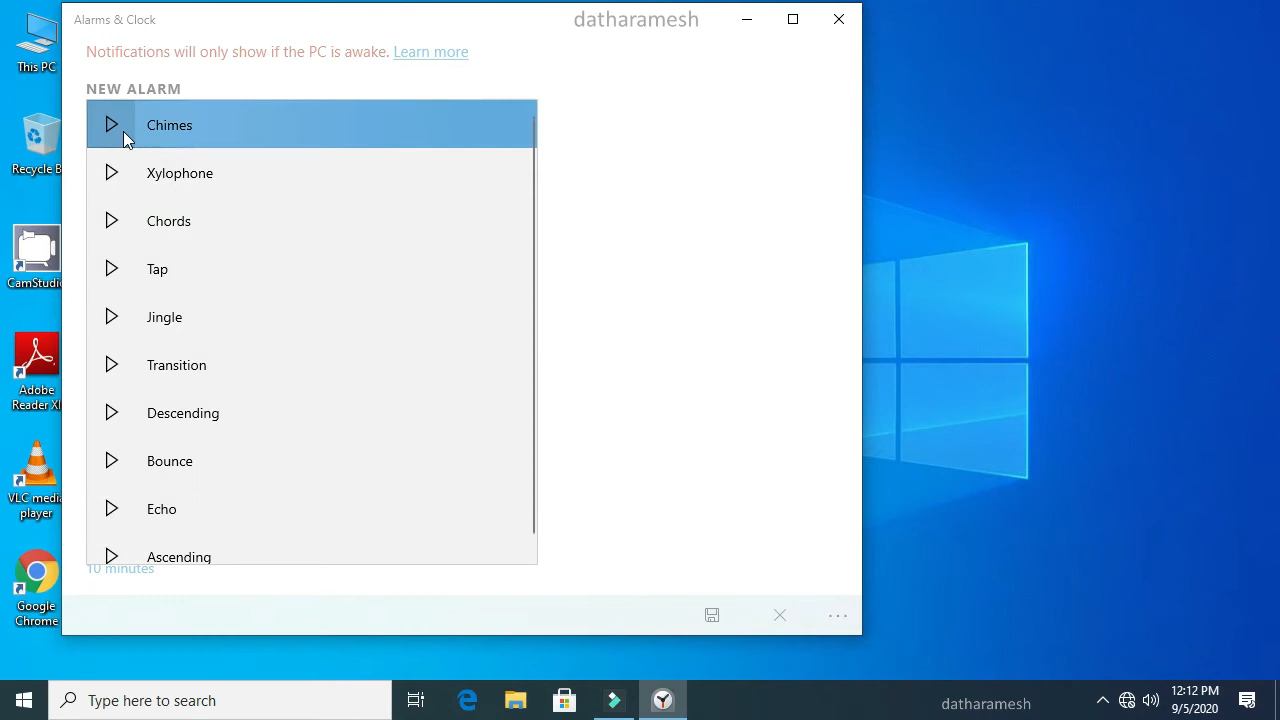 Alarms & Clock
datharamesh
Notifications will only show if the PC is awake. Learn more
NEW ALARM
Chimes
Xylophone
Chords
Tap
Jingle
Transition
Descending
Bounce
Echo
Ascending
10 minutes
This PC
Recycle B
CamStudio
Adobe
Reader XI
VLC media
player
Google
Chrome
Type here to search
datharamesh
12:12 PM
9/5/2020